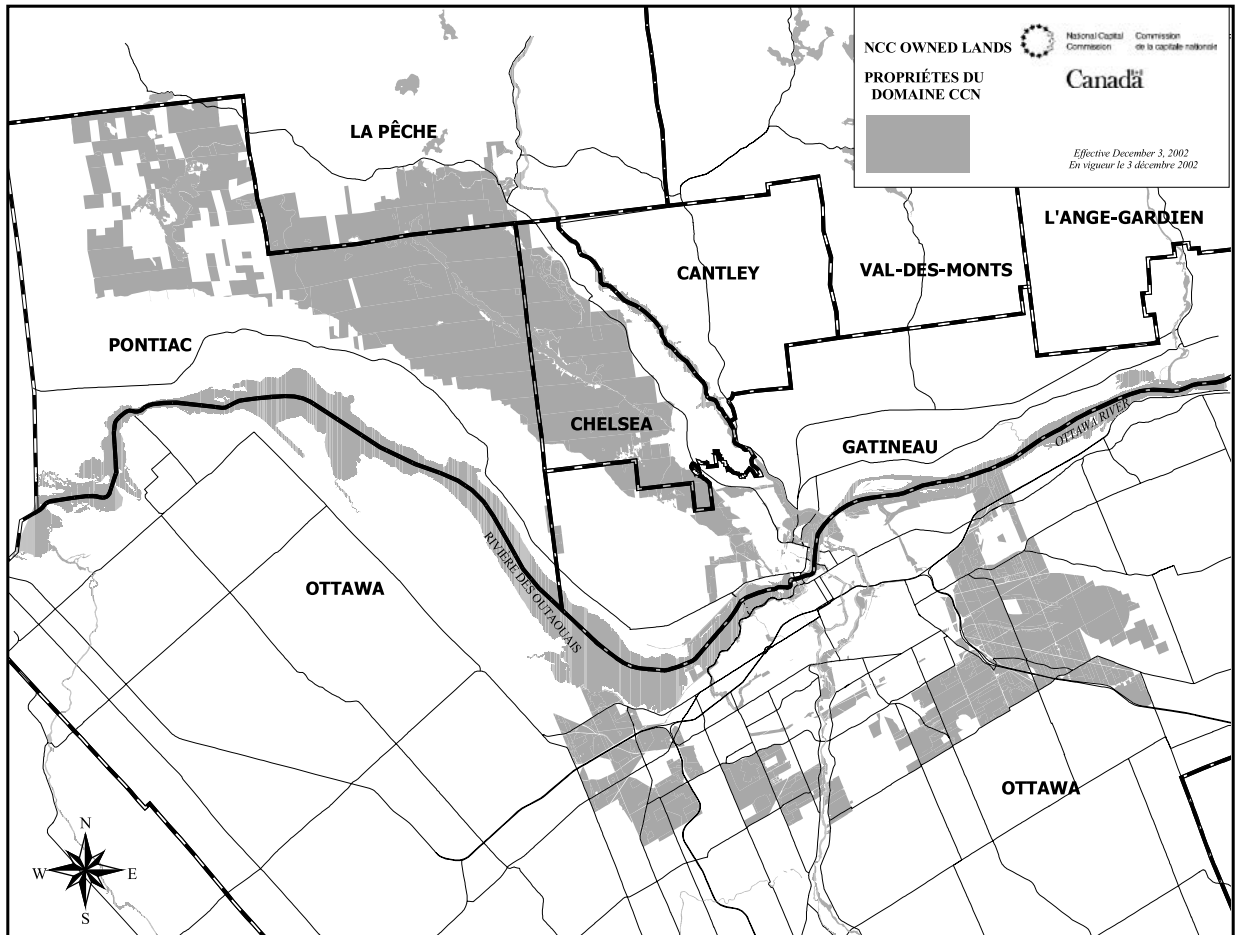 NCC OWNED LANDS
PROPRIÉTES DU
DOMAINE CCN
National Capital Commission
Commission de la capitale nationale
Canada
Effective December 3, 2002
En vigueur le 3 décembre 2002
LA PÊCHE
L'ANGE-GARDIEN
CANTLEY
VAL-DES-MONTS
PONTIAC
CHELSEA
GATINEAU
OTTAWA RIVER
RIVIÈRE DES OUTAOUAIS
OTTAWA
OTTAWA
N
W
E
S